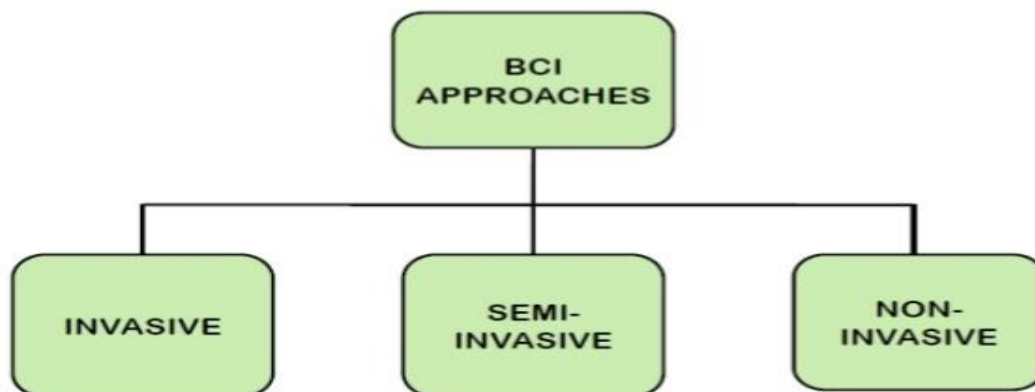 BCI
APPROACHES
INVASIVE
SEMI-
INVASIVE
NON-
INVASIVE